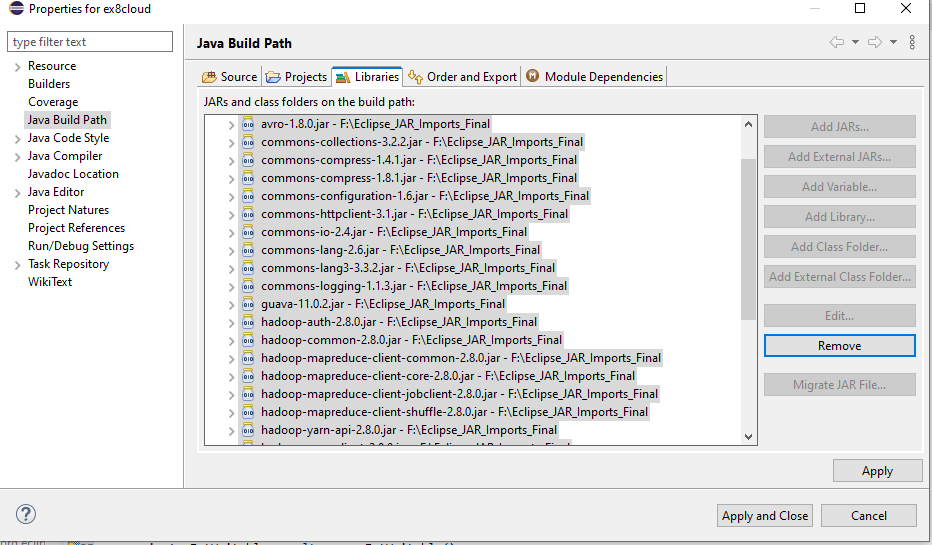 Properties for ex8cloud
type filter text
Resource
Builders
Coverage
Java Build Path
Java Code Style
Java Compiler
Javadoc Location
Java Editor
Project Natures
Project References
Run/Debug Settings
Task Repository
WikiText
Java Build Path
Source
Projects
Libraries
Order and Export
Module Dependencies
JARs and class folders on the build path:
avro-1.8.0.jar - F:\Eclipse_JAR_Imports_Final
commons-collections-3.2.2.jar - F:\Eclipse_JAR_Imports_Final
commons-compress-1.4.1.jar - F:\Eclipse_JAR_Imports_Final
commons-compress-1.8.1.jar - F:\Eclipse_JAR_Imports_Final
commons-configuration-1.6.jar - F:\Eclipse_JAR_Imports_Final
commons-httpclient-3.1.jar - F:\Eclipse_JAR_Imports_Final
commons-io-2.4.jar - F:\Eclipse_JAR_Imports_Final
commons-lang-2.6.jar - F:\Eclipse_JAR_Imports_Final
commons-lang3-3.3.2.jar - F:\Eclipse_JAR_Imports_Final
commons-logging-1.1.3.jar - F:\Eclipse_JAR_Imports_Final
guava-11.0.2.jar - F:\Eclipse_JAR_Imports_Final
hadoop-auth-2.8.0.jar - F:\Eclipse_JAR_Imports_Final
hadoop-common-2.8.0.jar - F:\Eclipse_JAR_Imports_Final
hadoop-mapreduce-client-common-2.8.0.jar - F:\Eclipse_JAR_Imports_Final
hadoop-mapreduce-client-core-2.8.0.jar - F:\Eclipse_JAR_Imports_Final
hadoop-mapreduce-client-jobclient-2.8.0.jar - F:\Eclipse_JAR_Imports_Final
hadoop-mapreduce-client-shuffle-2.8.0.jar - F:\Eclipse_JAR_Imports_Final
hadoop-yarn-api-2.8.0.jar - F:\Eclipse_JAR_Imports_Final
Add JARs...
Add External JARs...
Add Variable...
Add Library...
Add Class Folder...
Add External Class Folder...
Edit...
Remove
Migrate JAR File...
Apply
Apply and Close
Cancel